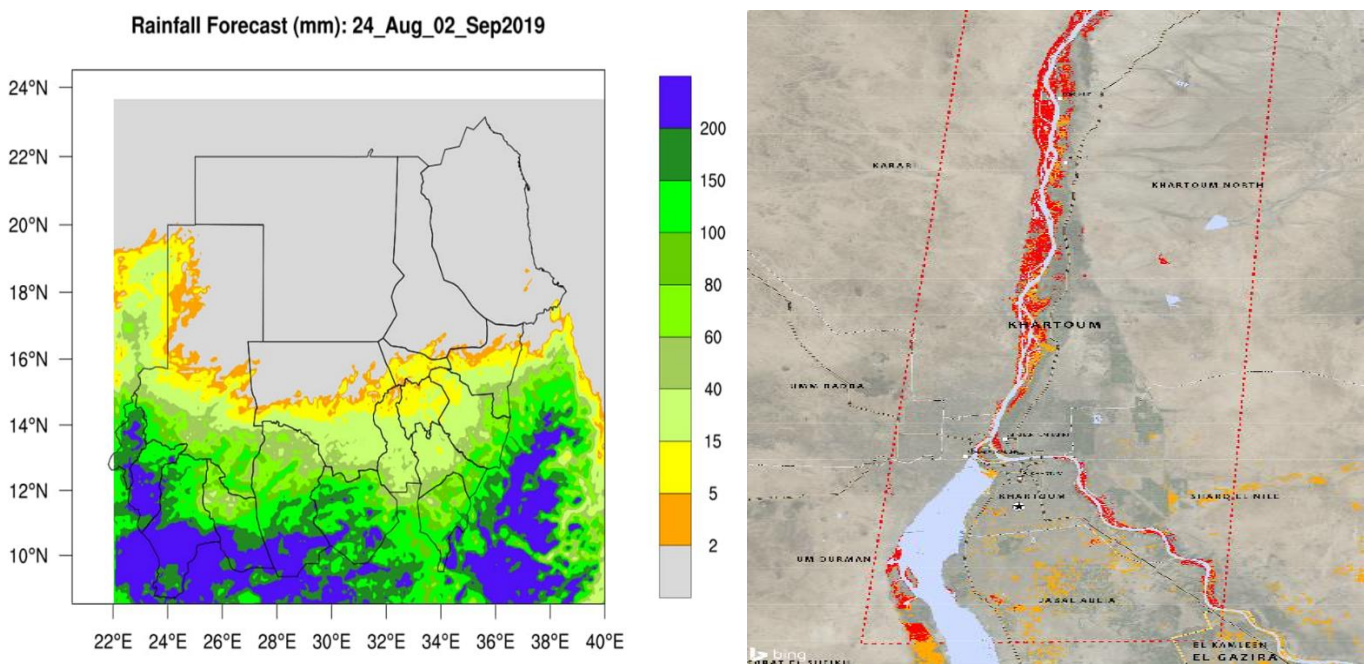 Rainfall Forecast (mm): 24_Aug_02_Sep2019
24°N
22°N
20°N
18°N
16°N
14°N
12°N
10°N
22°E 24°E 26°E 28°E 30°E 32°E 34°E 36°E 38°E 40°E
200
150
100
80
60
40
15
5
2
KARARI
KHARTOUM NORTH
KHARTOUM
UMM BADDA
KHARTOUM
SHARQ EL NILE
UM DURMAN
JABAL AULIA
bing
EL KAMLEEN
EL GAZIRA